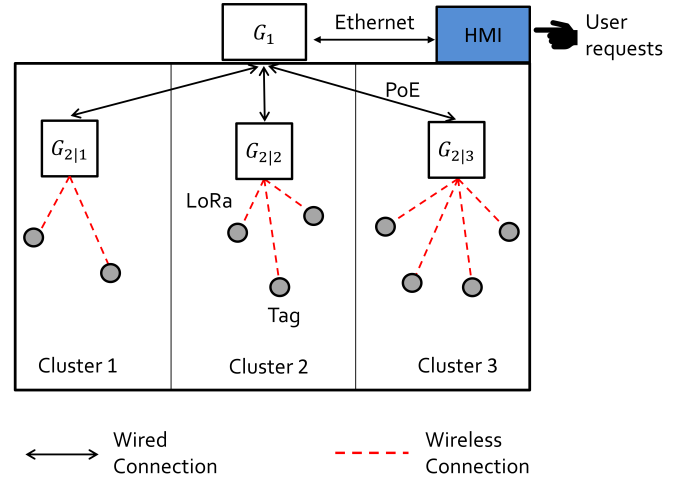 G₁
Ethernet
HMI
User
requests
PoE
G₂|₁
G₂|₂
G₂|₃
LoRa
Tag
Cluster 1
Cluster 2
Cluster 3
Wired
Connection
Wireless
Connection